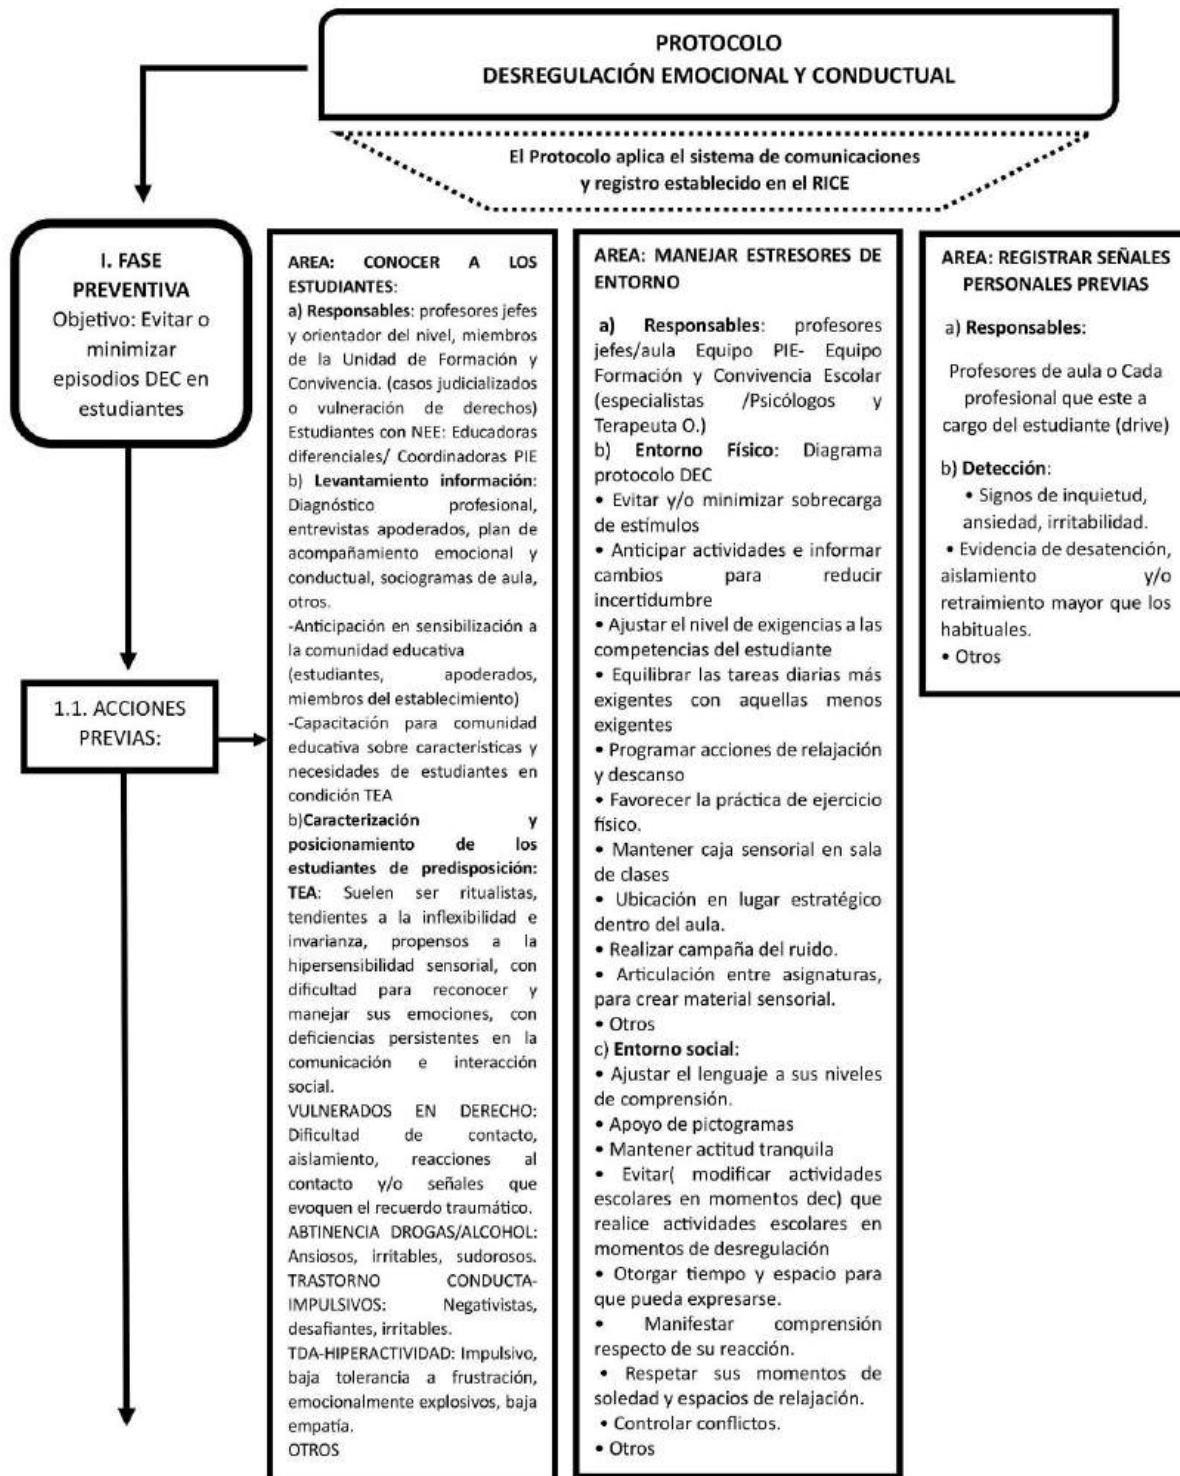 PROTOCOLO
DESREGULACIÓN EMOCIONAL Y CONDUCTUAL
El Protocolo aplica el sistema de comunicaciones
y registro establecido en el RICE
I. FASE
PREVENTIVA
Objetivo: Evitar o
minimizar
episodios DEC en
estudiantes
1.1. ACCIONES
PREVIAS:
AREA: CONOCER A LOS
ESTUDIANTES:
a) Responsables: profesores jefes
y orientador del nivel, miembros
de la Unidad de Formación y
Convivencia. (casos judicializados
o vulneración de derechos)
Estudiantes con NEE: Educadoras
diferenciales/ Coordinadoras PIE
b) Levantamiento información:
Diagnóstico profesional,
entrevistas apoderados, plan de
acompañamiento emocional y
conductual, sociogramas de aula,
otros.
-Anticipación en sensibilización a
la comunidad educativa
(estudiantes, apoderados,
miembros del establecimiento)
-Capacitación para comunidad
educativa sobre características y
necesidades de estudiantes en
condición TEA
b)Caracterización y
posicionamiento de los
estudiantes de predisposición:
TEA: Suelen ser ritualistas,
tendientes a la inflexibilidad e
invarianza, propensos a la
hipersensibilidad sensorial, con
dificultad para reconocer y
manejar sus emociones, con
deficiencias persistentes en la
comunicación e interacción
social.
VULNERADOS EN DERECHO:
Dificultad de contacto,
aislamiento, reacciones al
contacto y/o señales que
evoquen el recuerdo traumático.
ABTINENCIA DROGAS/ALCOHOL:
Ansiosos, irritables, sudorosos.
TRASTORNO CONDUCTA-
IMPULSIVOS: Negativistas,
desafiantes, irritables.
TDA-HIPERACTIVIDAD: Impulsivo,
baja tolerancia a frustración,
emocionalmente explosivos, baja
empatía.
OTROS
AREA: MANEJAR ESTRESORES DE
ENTORNO
a) Responsables: profesores
jefes/aula Equipo PIE- Equipo
Formación y Convivencia Escolar
(especialistas /Psicólogos y
Terapeuta O.)
b) Entorno Físico: Diagrama
protocolo DEC
• Evitar y/o minimizar sobrecarga
de estímulos
• Anticipar actividades e informar
cambios para reducir
incertidumbre
• Ajustar el nivel de exigencias a las
competencias del estudiante
• Equilibrar las tareas diarias más
exigentes con aquellas menos
exigentes
• Programar acciones de relajación
y descanso
• Favorecer la práctica de ejercicio
físico.
• Mantener caja sensorial en sala
de clases
• Ubicación en lugar estratégico
dentro del aula.
• Realizar campaña del ruido.
• Articulación entre asignaturas,
para crear material sensorial.
• Otros
c) Entorno social:
• Ajustar el lenguaje a sus niveles
de comprensión.
• Apoyo de pictogramas
• Mantener actitud tranquila
• Evitar( modificar actividades
escolares en momentos dec) que
realice actividades escolares en
momentos de desregulación
• Otorgar tiempo y espacio para
que pueda expresarse.
• Manifestar comprensión
respecto de su reacción.
• Respetar sus momentos de
soledad y espacios de relajación.
• Controlar conflictos.
• Otros
AREA: REGISTRAR SEÑALES
PERSONALES PREVIAS
a) Responsables:
Profesores de aula o Cada
profesional que este a
cargo del estudiante (drive)
b) Detección:
• Signos de inquietud,
ansiedad, irritabilidad.
• Evidencia de desatención,
aislamiento y/o
retraimiento mayor que los
habituales.
• Otros